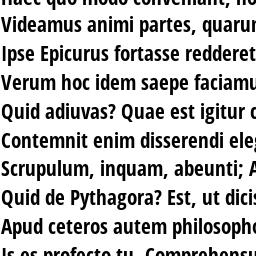 Haec quo modo conveniant, non
Videamus animi partes, quarum
Ipse Epicurus fortasse redderet
Verum hoc idem saepe faciamu
Quid adiuvas? Quae est igitur c
Contemnit enim disserendi eleg
Scrupulum, inquam, abeunti; A
Quid de Pythagora? Est, ut dicis
Apud ceteros autem philosopho
Is es profecto tu. Comprehensu